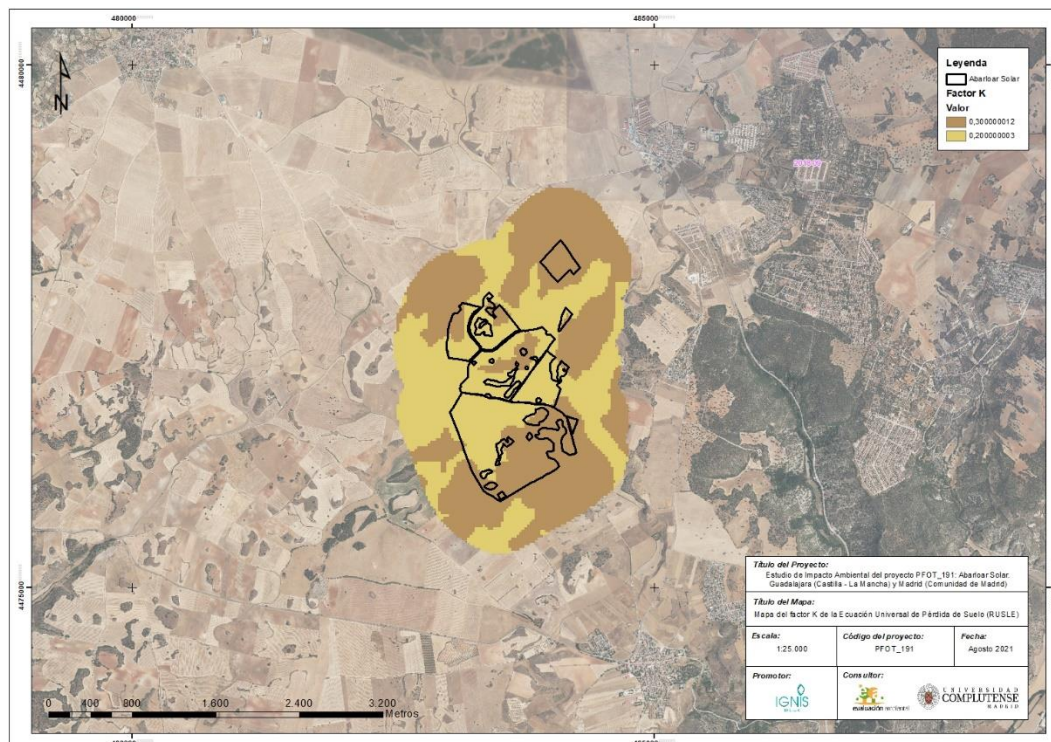 480000
485000
4480000
Leyenda
Abarloar Solar
Factor K
Valor
0,300000012
0,200000003
4475000
Título del Proyecto:
Estudio de Impacto Ambiental del proyecto PFOT_191: Abarloar Solar.
Guadalajara (Castilla - La Mancha) y Madrid (Comunidad de Madrid)
Título del Mapa:
Mapa del factor K de la Ecuación Universal de Pérdida de Suelo (RUSLE)
Escala:
1:25.000
Código del proyecto:
PFOT_191
Fecha:
Agosto 2021
Promotor:
IGNIS
Consultor:
evaluación ambiental
UNIVERSIDAD
COMPLUTENSE
MADRID
0 400 800 1.600 2.400 3.200
Metros
N